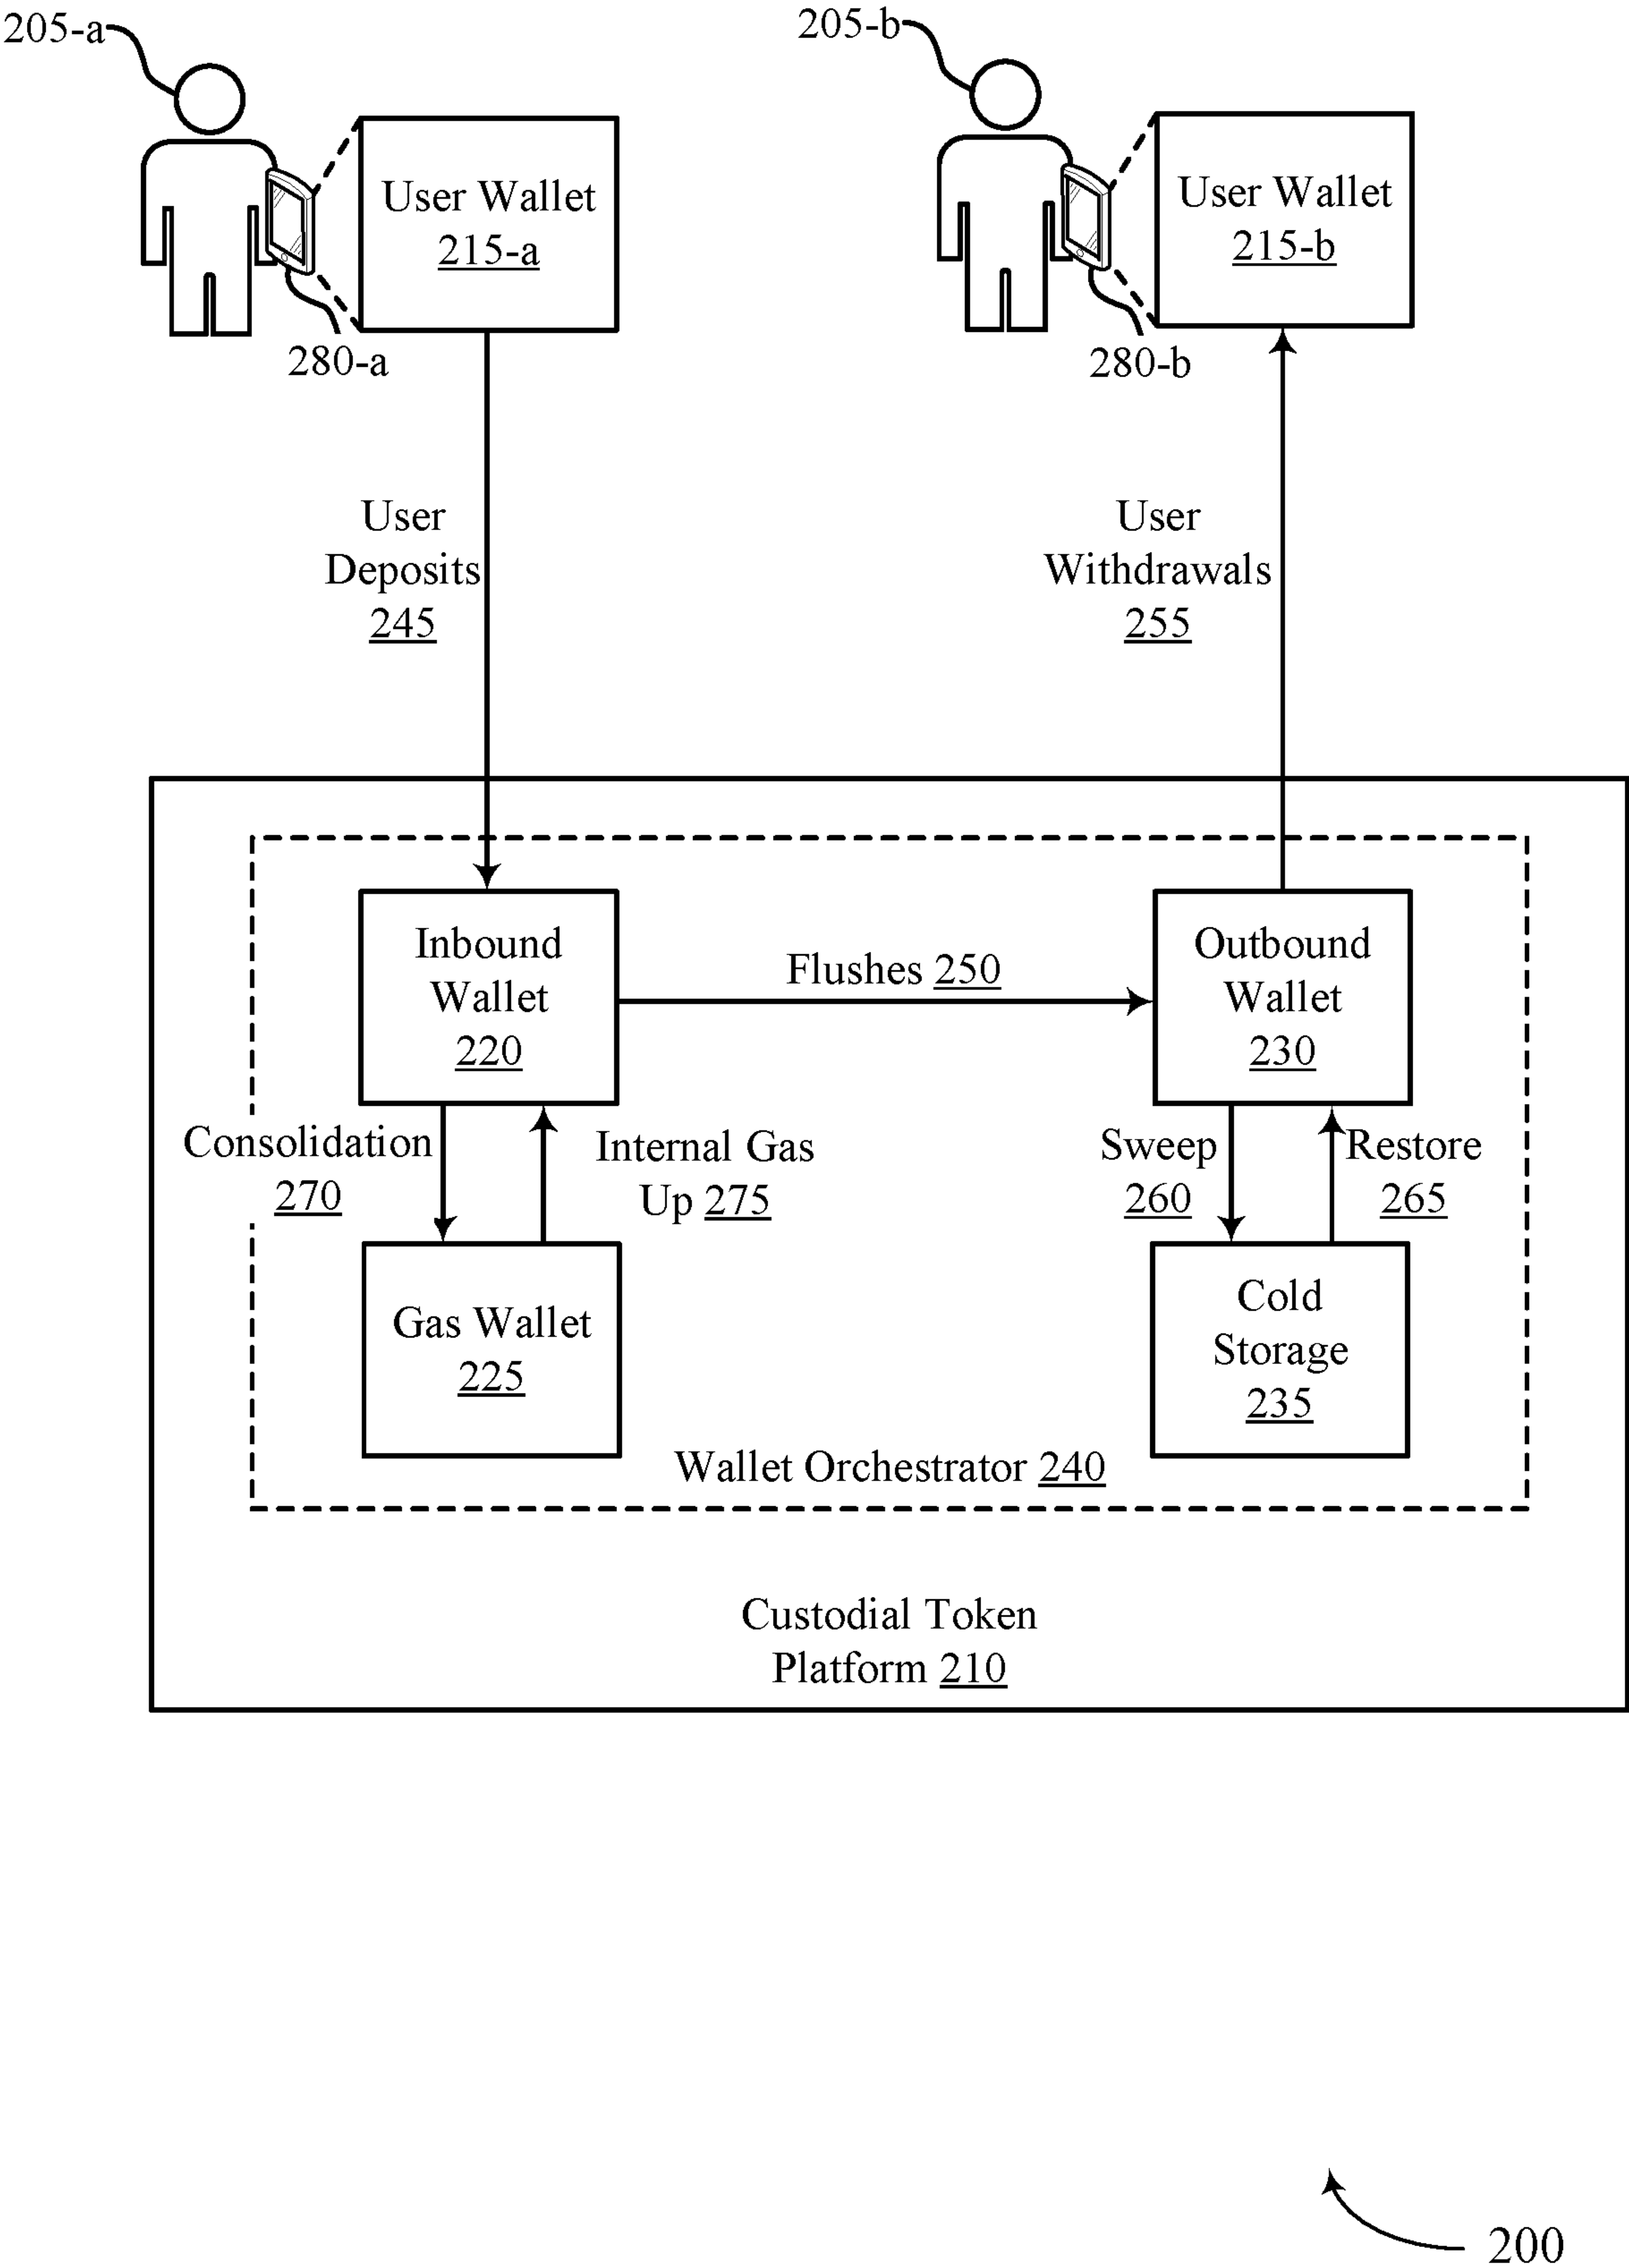 205-a
205-b
User Wallet
215-a
User Wallet
215-b
280-a
280-b
User
Deposits
245
User
Withdrawals
255
Inbound
Wallet
220
Flushes 250
Outbound
Wallet
230
Consolidation
270
Internal Gas
Up 275
Sweep
260
Restore
265
Gas Wallet
225
Cold
Storage
235
Wallet Orchestrator 240
Custodial Token
Platform 210
200